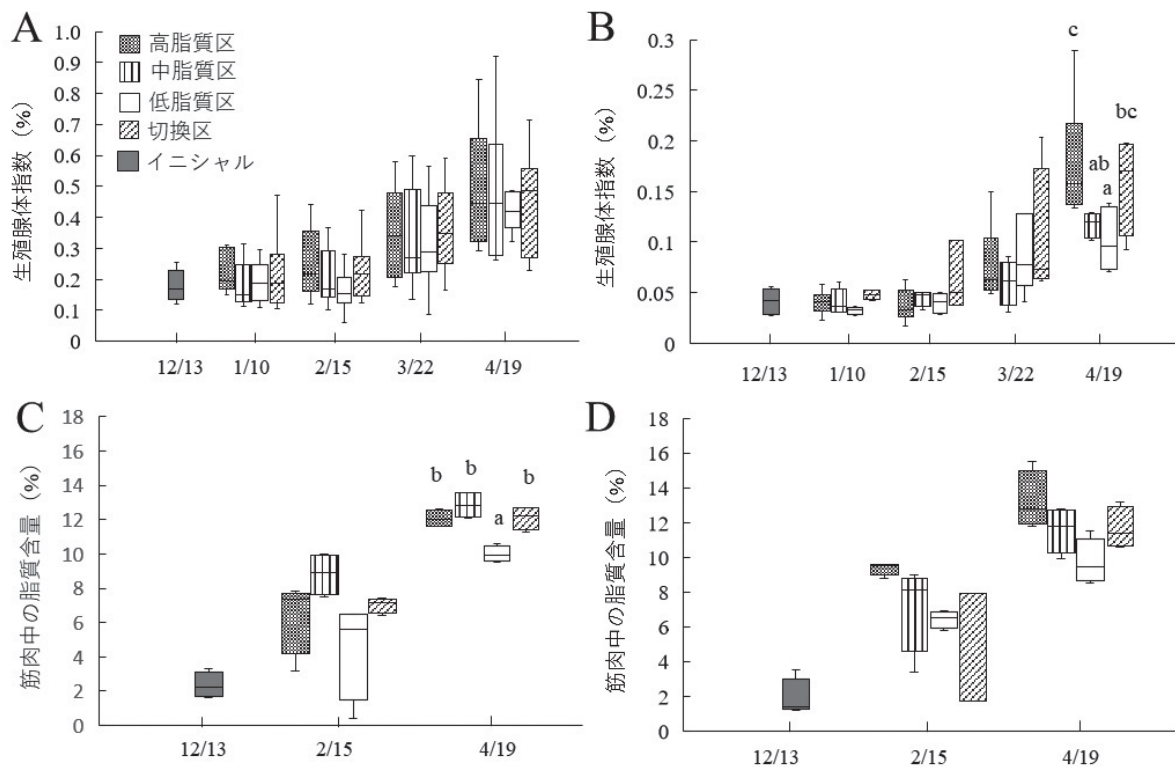 A
1.0
0.9
0.8
0.7
0.6
0.5
0.4
0.3
0.2
0.1
0
生殖腺体指数 (%)
高脂質区
中脂質区
低脂質区
切換区
イニシャル
12/13 1/10 2/15 3/22 4/19
B
0.3
0.25
0.2
0.15
0.1
0.05
0
生殖腺体指数 (%)
c
bc
ab
a
12/13 1/10 2/15 3/22 4/19
C
18
16
14
12
10
8
6
4
2
0
筋肉中の脂質含量 (%)
b b a b
12/13 2/15 4/19
D
18
16
14
12
10
8
6
4
2
0
筋肉中の脂質含量 (%)
12/13 2/15 4/19